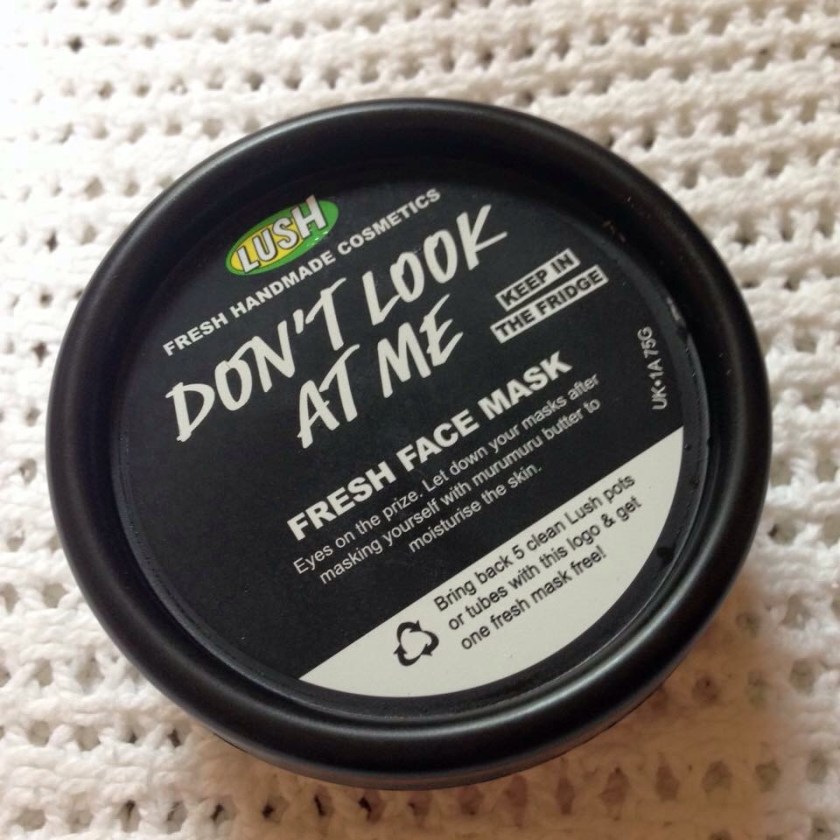 LUSH
FRESH HANDMADE COSMETICS
DON'T LOOK
AT ME
KEEP IN
THE FRIDGE
FRESH FACE MASK
Eyes on the prize. Let down your masks after
masking yourself with murumuru butter to
moisturise the skin.
UK•1A 75G
Bring back 5 clean Lush pots
or tubes with this logo & get
one fresh mask free!